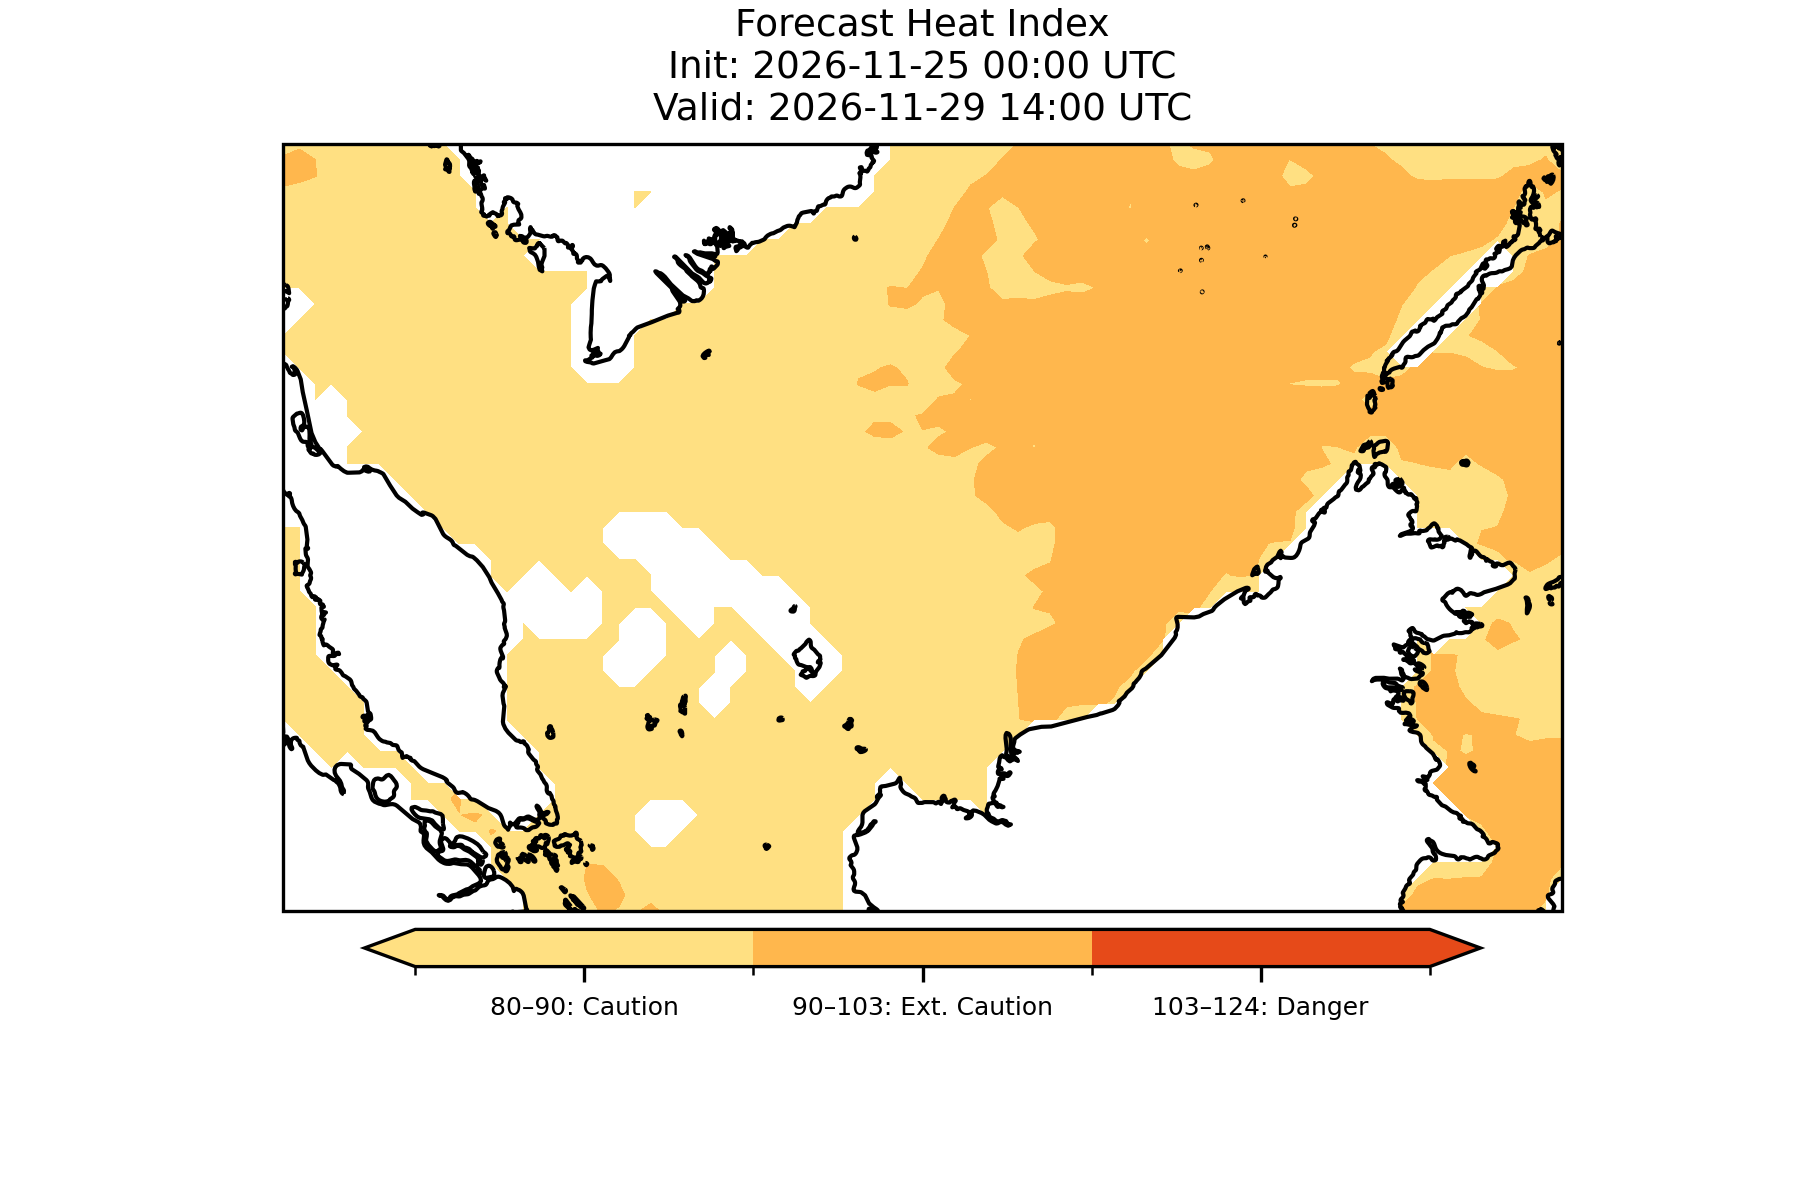 Forecast Heat Index
Init: 2026-11-25 00:00 UTC
Valid: 2026-11-29 14:00 UTC
80–90: Caution
90–103: Ext. Caution
103–124: Danger